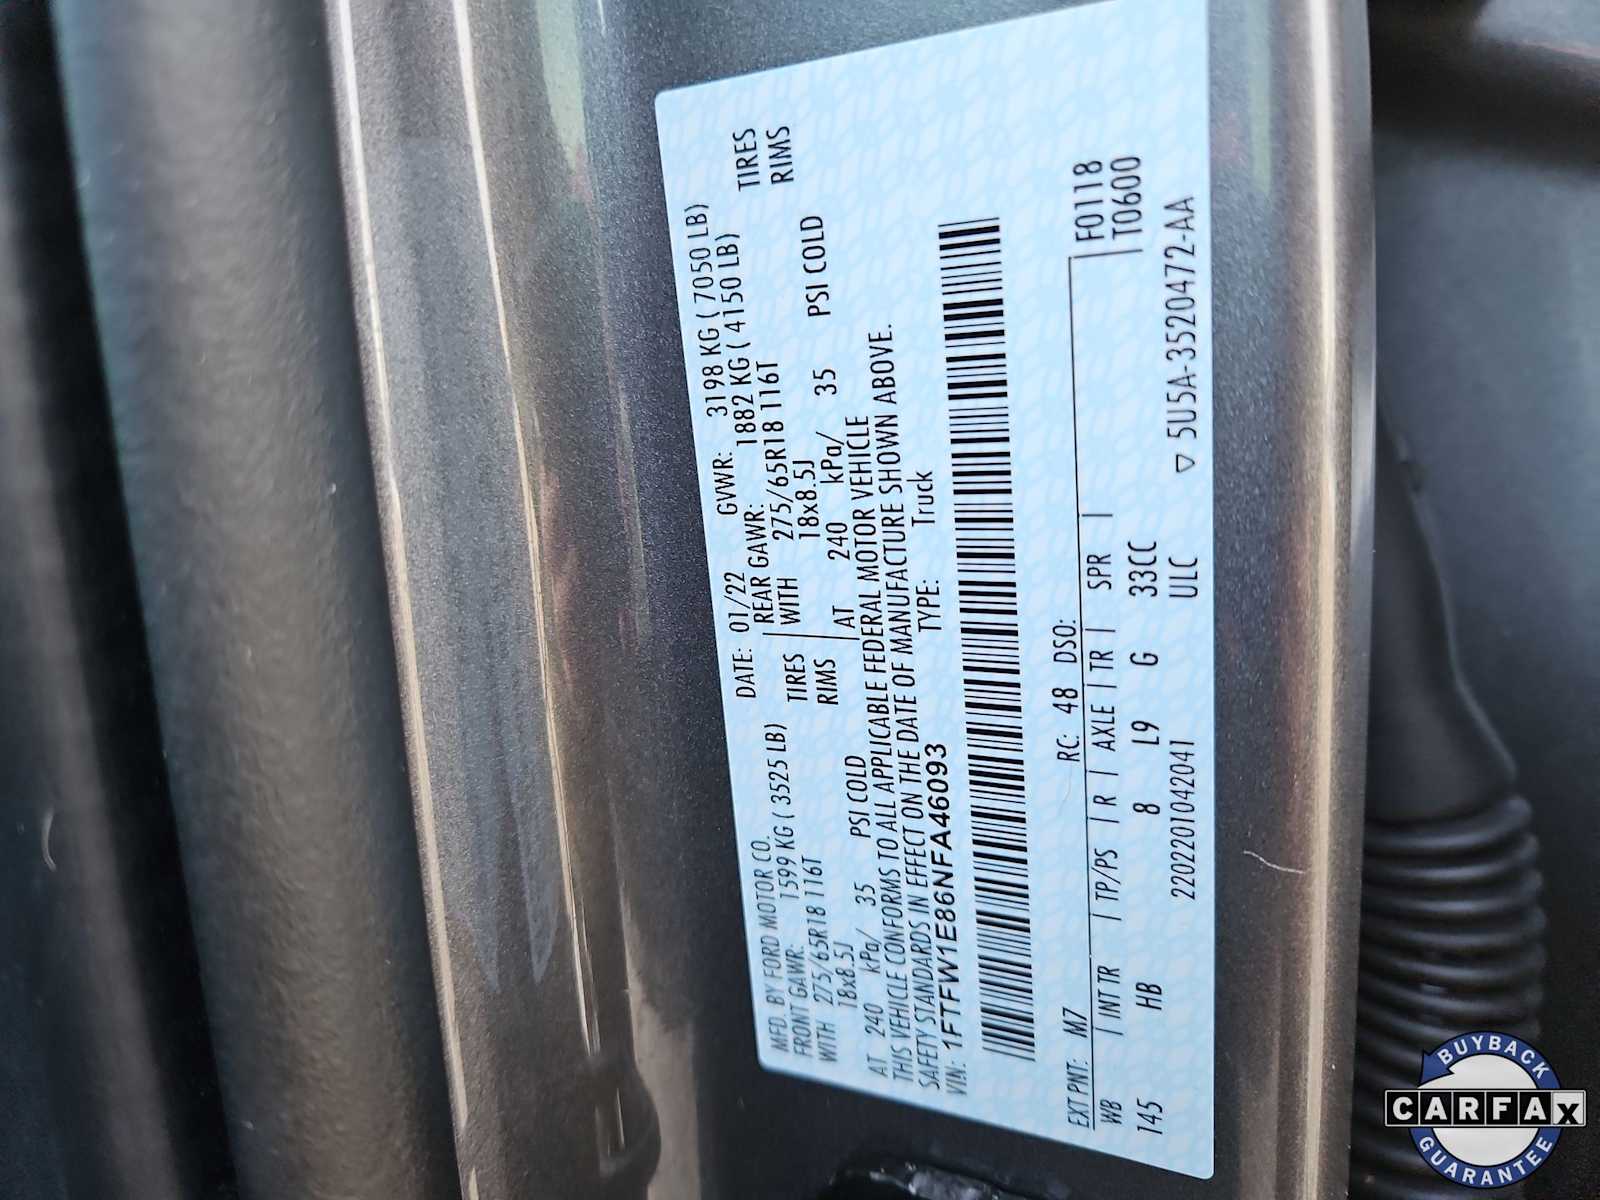 MFD. BY FORD MOTOR CO. DATE: 01/22 GVWR: 3198 KG ( 7050 LB)
FRONT GAWR: 1599 KG ( 3525 LB) REAR GAWR: 1882 KG ( 4150 LB)
WITH 275/65R18 116T TIRES WITH 275/65R18 116T TIRES
18x8.5J RIMS 18x8.5J RIMS
AT 240 kPa/ 35 PSI COLD AT 240 kPa/ 35 PSI COLD
THIS VEHICLE CONFORMS TO ALL APPLICABLE FEDERAL MOTOR VEHICLE
SAFETY STANDARDS IN EFFECT ON THE DATE OF MANUFACTURE SHOWN ABOVE.
VIN: 1FTFW1E86NFA46093 TYPE: Truck
EXT PNT: M7 RC: 48 DSO: F0118
WB | INT TR | TP/PS | R | AXLE | TR | SPR | T0600
145 HB 8 L9 G 33CC
220220104204I ULC ▽ 5U5A-3520472-AA
BUYBACK
CARFAX
GUARANTEE